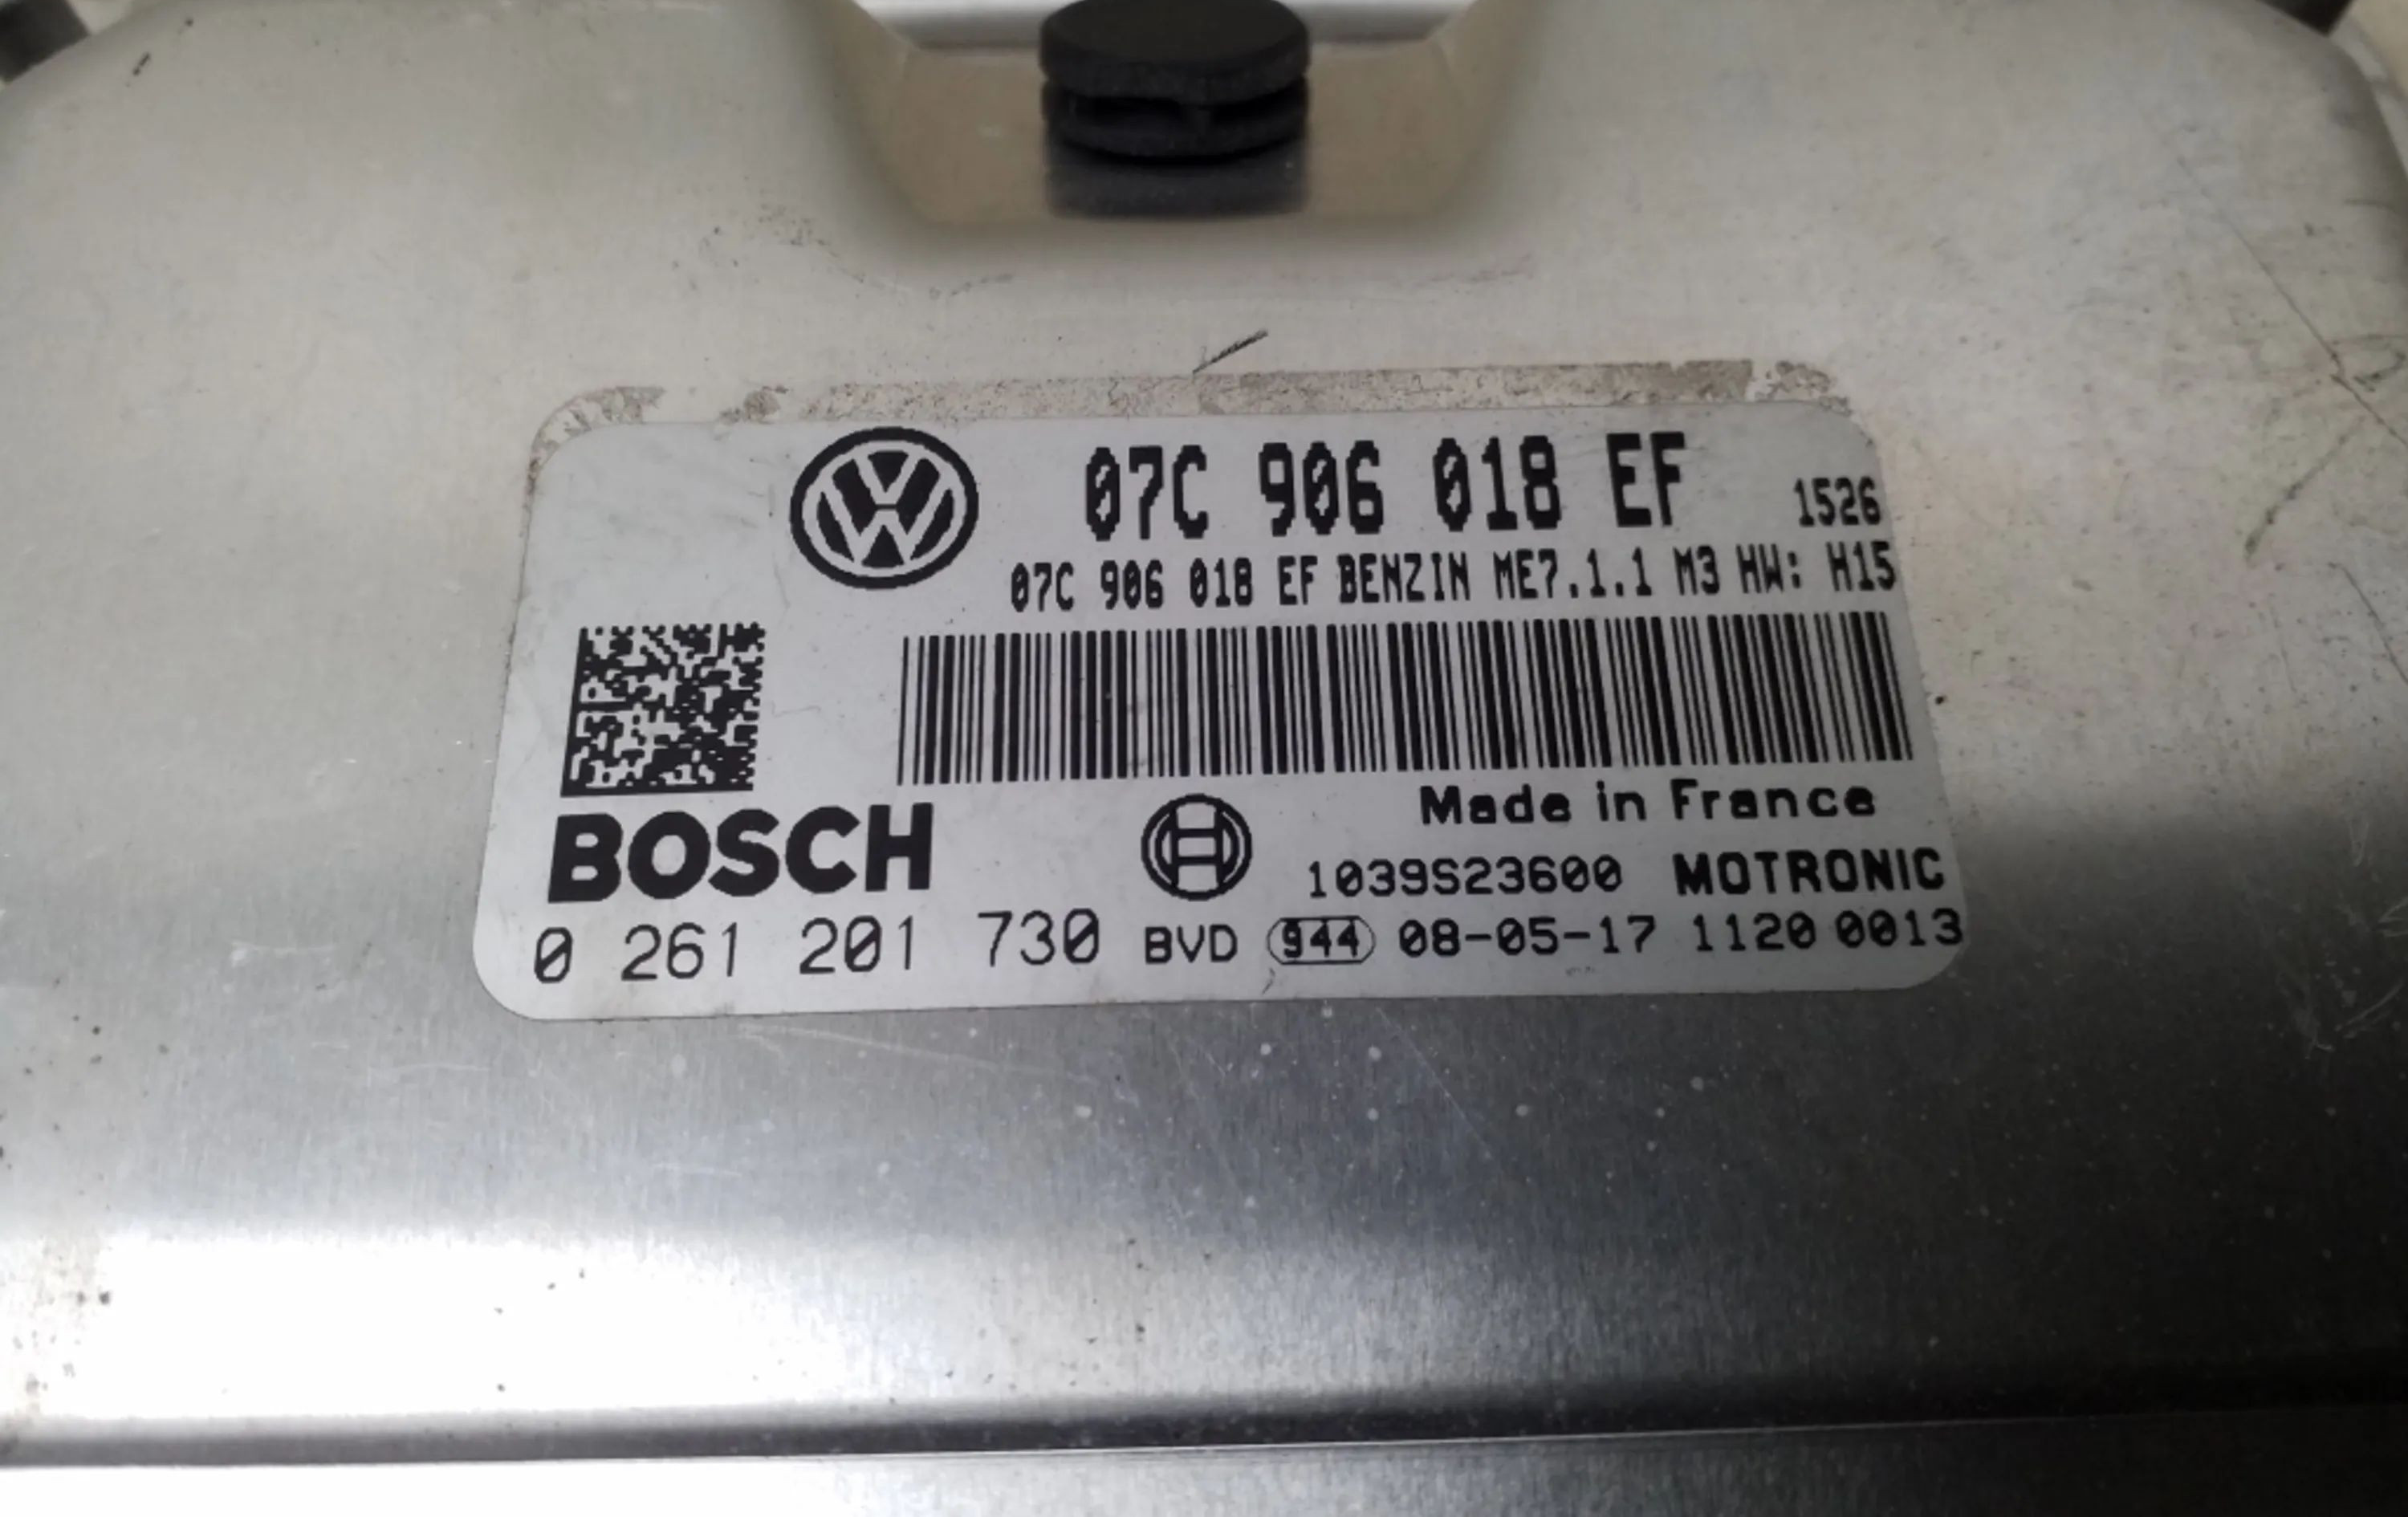 07C 906 018 EF 1526
07C 906 018 EF BENZIN ME7.1.1 M3 HW: H15
Made in France
BOSCH 1039S23600 MOTRONIC
0 261 201 730 BVD 944 08-05-17 1120 0013